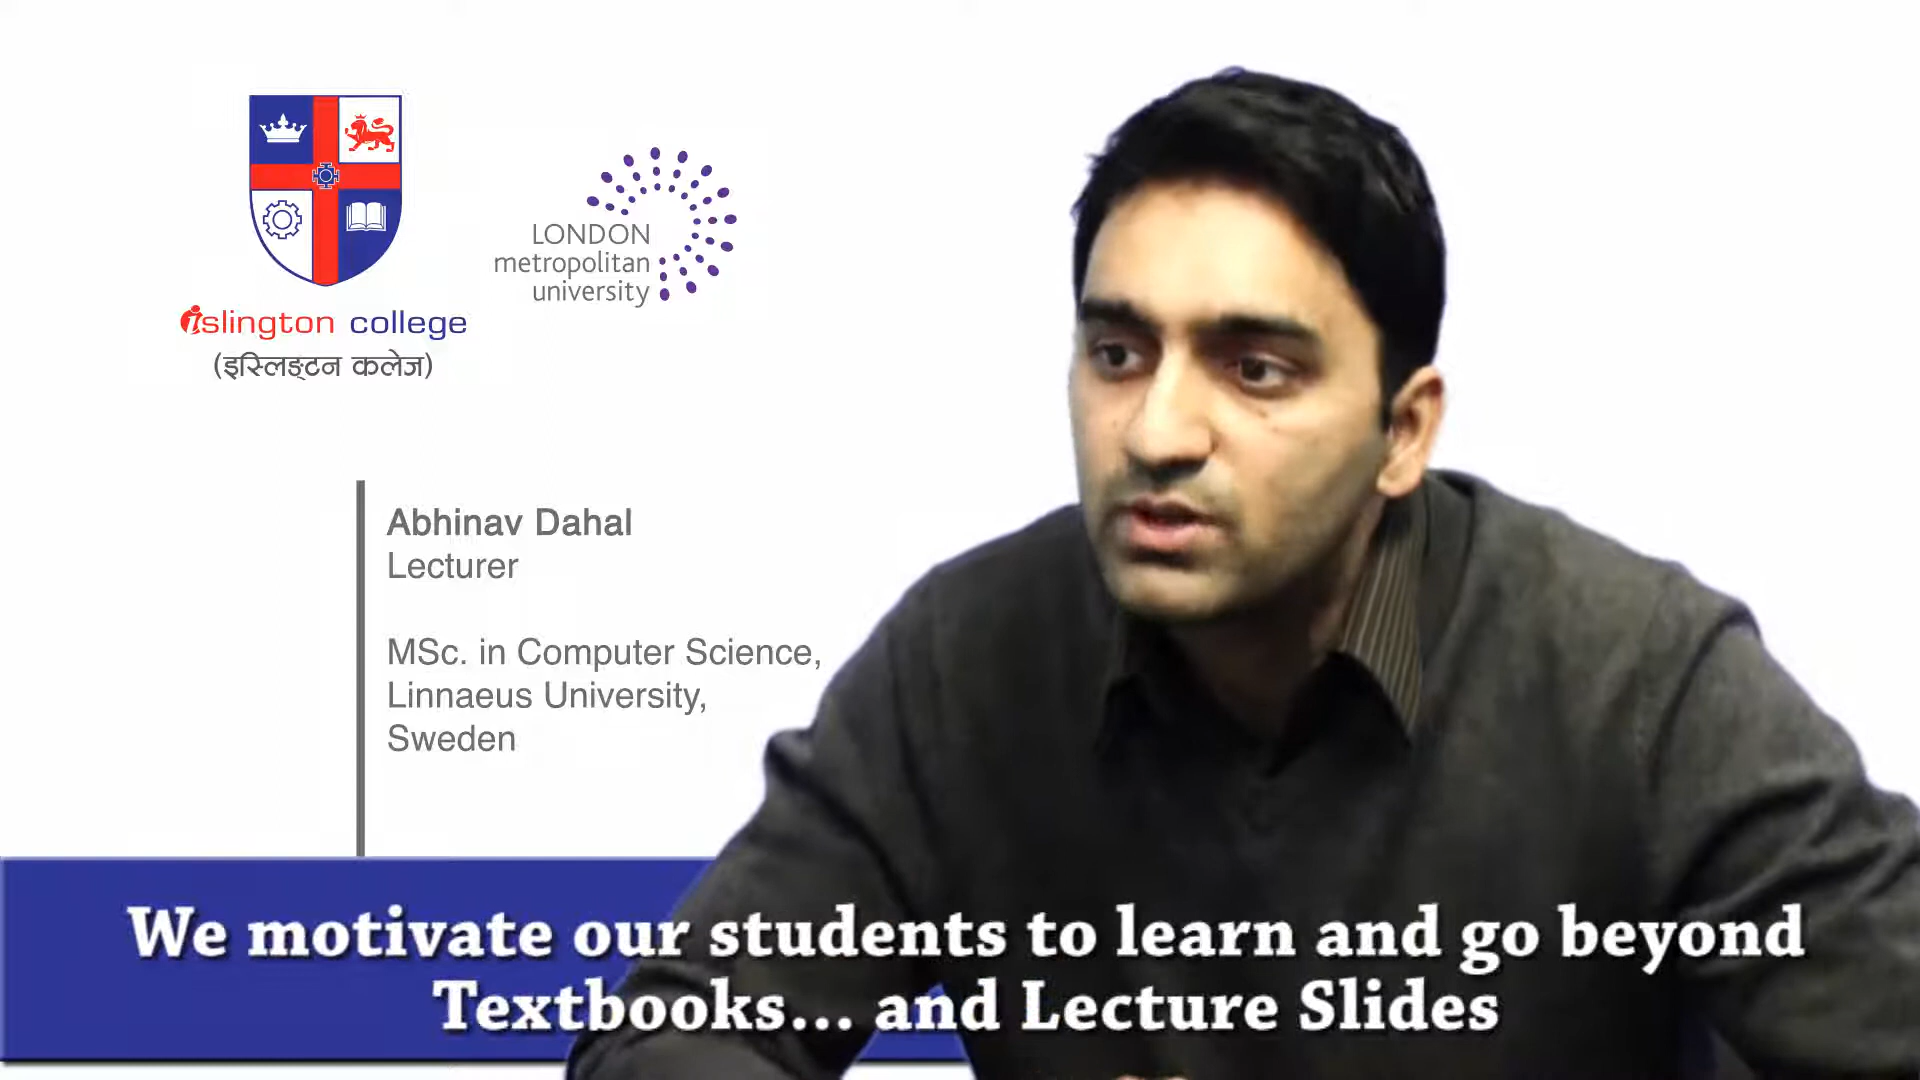 islington college
(इस्लिङ्टन कलेज)
LONDON
metropolitan
university
Abhinav Dahal
Lecturer
MSc. in Computer Science,
Linnaeus University,
Sweden
We motivate our students to learn and go beyond
Textbooks... and Lecture Slides